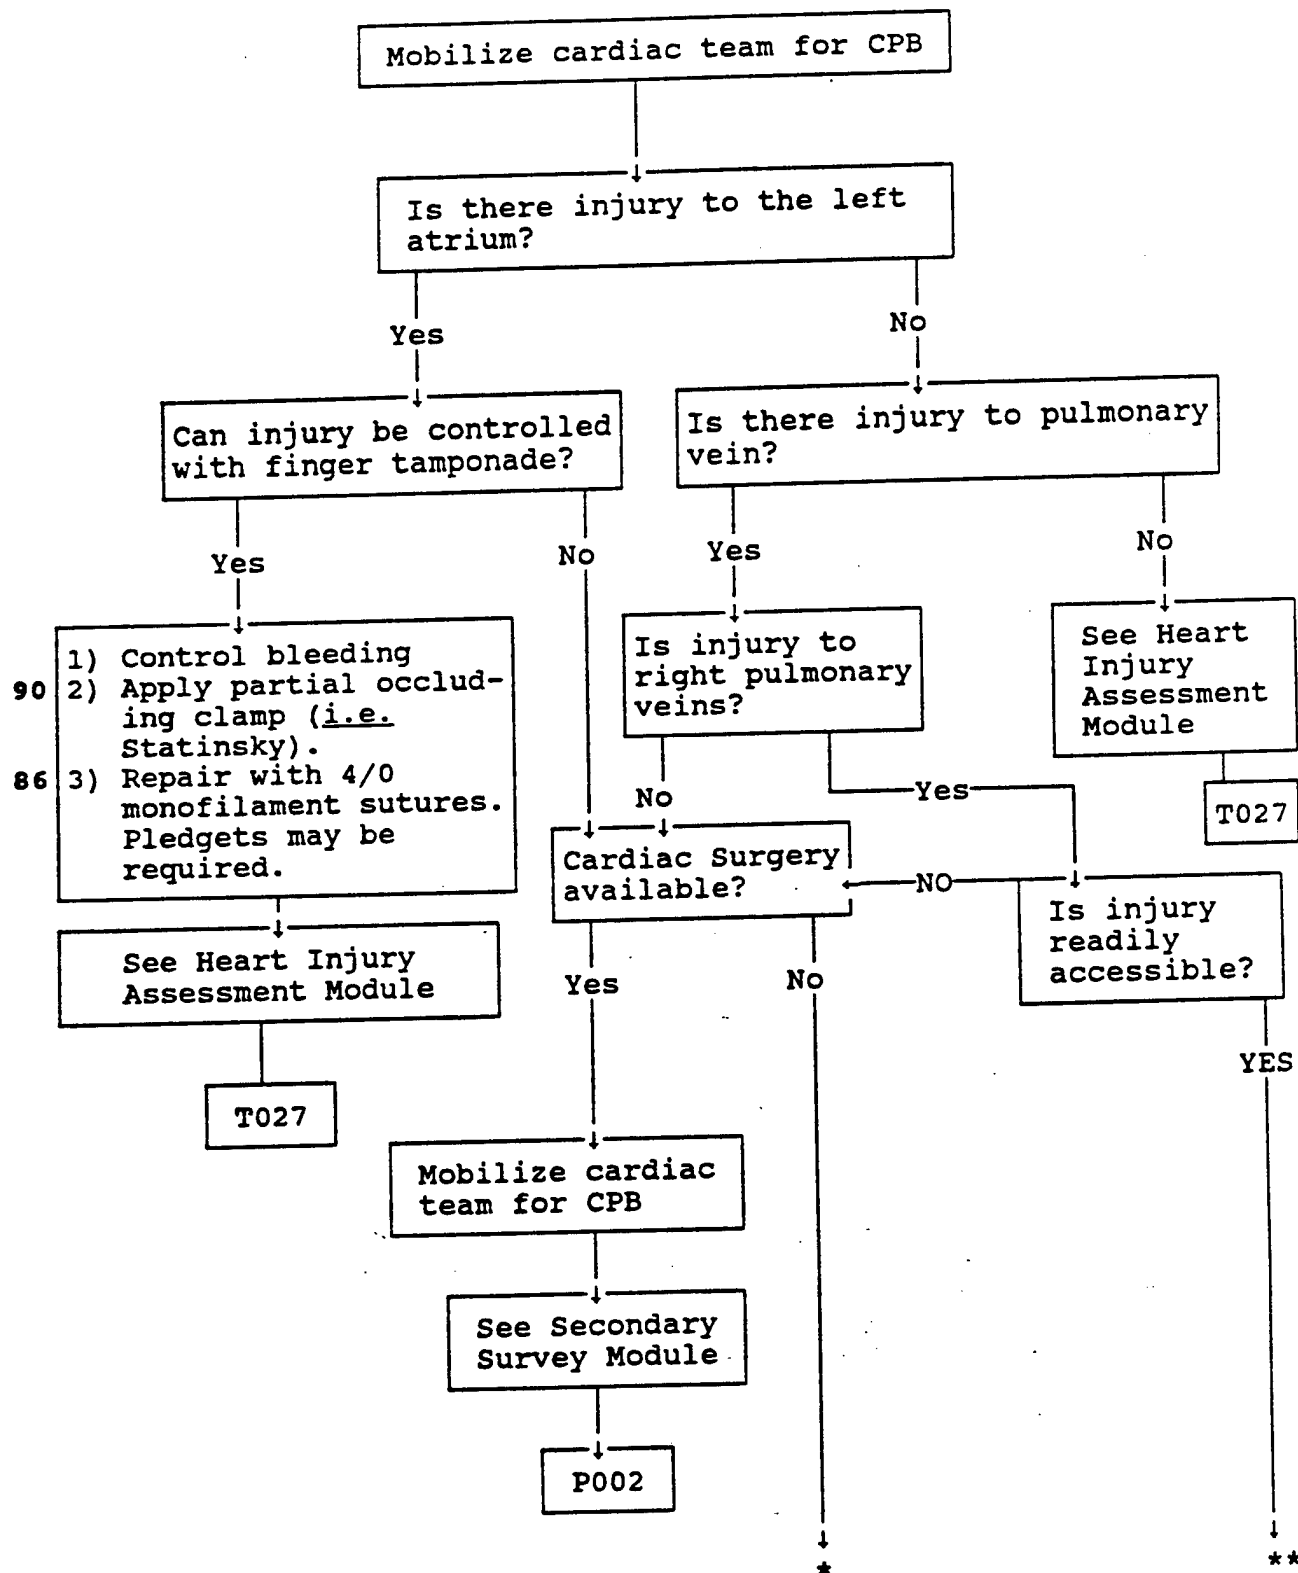 Mobilize cardiac team for CPB
Is there injury to the left
atrium?
Yes
No
Can injury be controlled
with finger tamponade?
Is there injury to pulmonary
vein?
Yes
No
Yes
No
1) Control bleeding
90 2) Apply partial occlud-
ing clamp (i.e.
Statinsky).
86 3) Repair with 4/0
monofilament sutures.
Pledgets may be
required.
Is injury to
right pulmonary
veins?
See Heart
Injury
Assessment
Module
No
Yes
T027
Cardiac Surgery
available?
NO
Is injury
readily
accessible?
See Heart Injury
Assessment Module
Yes
No
YES
T027
Mobilize cardiac
team for CPB
See Secondary
Survey Module
P002
*
**